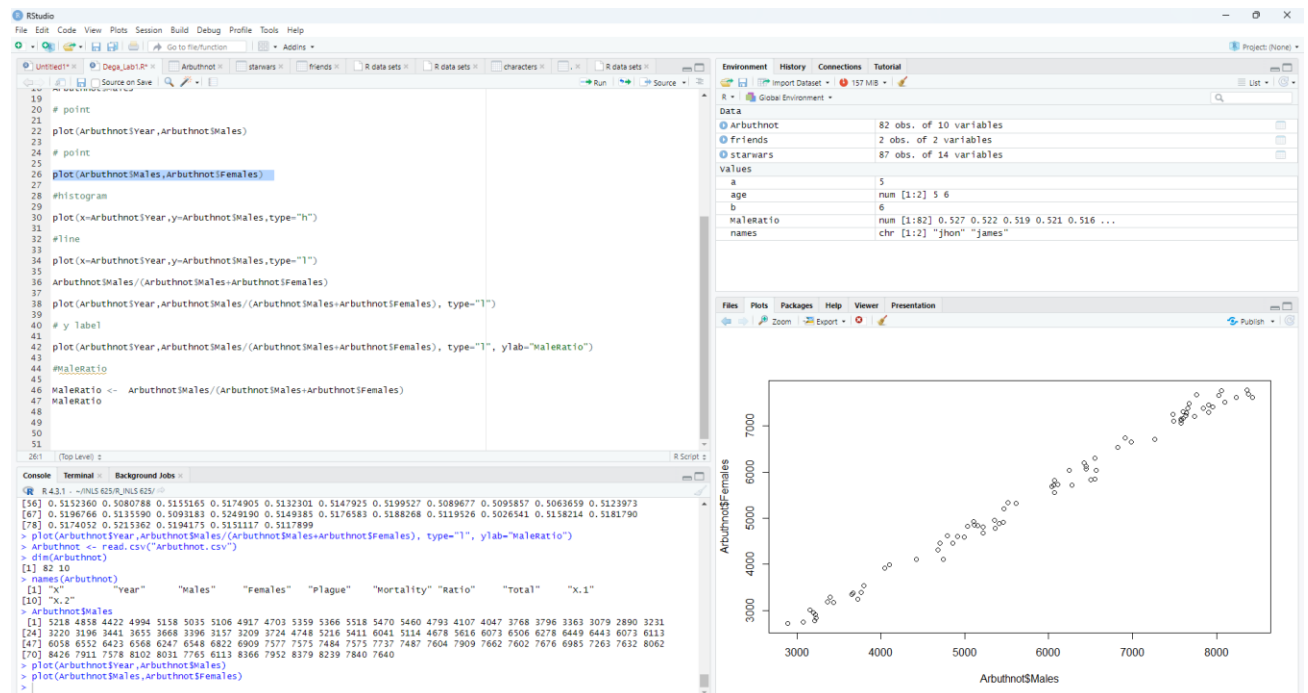 RStudio
File Edit Code View Plots Session Build Debug Profile Tools Help
Go to file/function Addins
Project: (None)
Untitled1* Dega_Lab1.R* Arbuthnot starwars friends R data sets R data sets characters . R data sets
Source on Save Run Source
19
20 # point
21
22 plot(Arbuthnot$Year,Arbuthnot$Males)
23
24 # point
25
26 plot(Arbuthnot$Males,Arbuthnot$Females)
27
28 #histogram
29
30 plot(x=Arbuthnot$Year,y=Arbuthnot$Males,type="h")
31
32 #line
33
34 plot(x=Arbuthnot$Year,y=Arbuthnot$Males,type="l")
35
36 Arbuthnot$Males/(Arbuthnot$Males+Arbuthnot$Females)
37
38 plot(Arbuthnot$Year,Arbuthnot$Males/(Arbuthnot$Males+Arbuthnot$Females), type="l")
39
40 # y label
41
42 plot(Arbuthnot$Year,Arbuthnot$Males/(Arbuthnot$Males+Arbuthnot$Females), type="l", ylab="MaleRatio")
43
44 #MaleRatio
45
46 MaleRatio <- Arbuthnot$Males/(Arbuthnot$Males+Arbuthnot$Females)
47 MaleRatio
48
49
50
51
26:1 (Top Level) R Script
Console Terminal Background Jobs
R 4.3.1 · ~/INLS 625/R_INLS 625/
[56] 0.5152360 0.5080788 0.5155165 0.5174905 0.5132301 0.5147925 0.5199527 0.5089677 0.5095857 0.5063659 0.5123973
[67] 0.5196766 0.5135590 0.5093183 0.5249190 0.5149385 0.5176583 0.5188268 0.5119526 0.5026541 0.5158214 0.5181790
[78] 0.5174052 0.5215362 0.5194175 0.5151117 0.5117899
> plot(Arbuthnot$Year,Arbuthnot$Males/(Arbuthnot$Males+Arbuthnot$Females), type="l", ylab="MaleRatio")
> Arbuthnot <- read.csv("Arbuthnot.csv")
> dim(Arbuthnot)
[1] 82 10
> names(Arbuthnot)
[1] "X" "Year" "Males" "Females" "Plague" "Mortality" "Ratio" "Total" "X.1"
[10] "X.2"
> Arbuthnot$Males
[1] 5218 4858 4422 4994 5158 5035 5106 4917 4703 5359 5366 5518 5470 5460 4793 4107 4047 3768 3796 3363 3079 2890 3231
[24] 3220 3196 3441 3655 3668 3396 3157 3209 3724 4748 5216 5411 6041 5114 4678 5616 6073 6506 6278 6449 6443 6073 6113
[47] 6058 6552 6423 6568 6247 6548 6822 6909 7577 7575 7484 7575 7737 7487 7604 7909 7662 7602 7676 6985 7263 7632 8062
[70] 8426 7911 7578 8102 8031 7765 6113 8366 7952 8379 8239 7840 7640
> plot(Arbuthnot$Year,Arbuthnot$Males)
> plot(Arbuthnot$Males,Arbuthnot$Females)
>
Environment History Connections Tutorial
Import Dataset 157 MiB List
R Global Environment
Data
Arbuthnot 82 obs. of 10 variables
friends 2 obs. of 2 variables
starwars 87 obs. of 14 variables
Values
a 5
age num [1:2] 5 6
b 6
MaleRatio num [1:82] 0.527 0.522 0.519 0.521 0.516 ...
names chr [1:2] "jhon" "james"
Files Plots Packages Help Viewer Presentation
Zoom Export Publish
Arbuthnot$Females
7000
6000
5000
4000
3000
3000 4000 5000 6000 7000 8000
Arbuthnot$Males